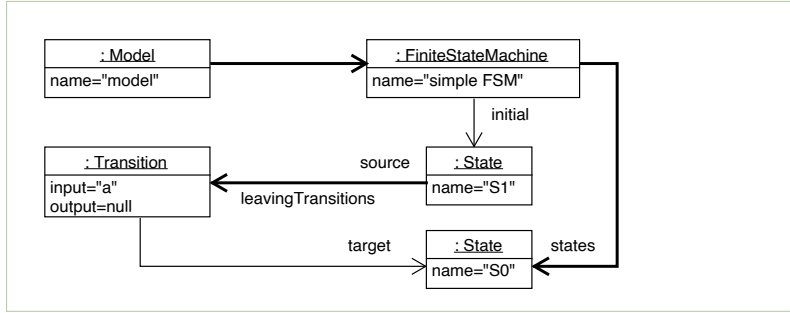 : Model
name="model"
: FiniteStateMachine
name="simple FSM"
initial
: Transition
input="a"
output=null
source
leavingTransitions
: State
name="S1"
target
: State
name="S0"
states